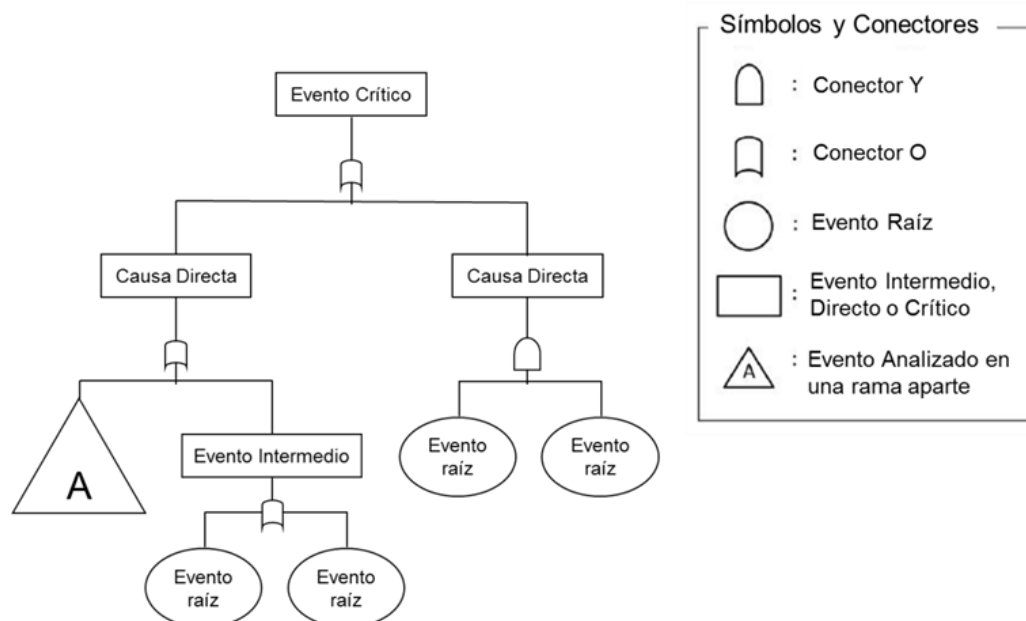 Símbolos y Conectores
Evento Crítico
: Conector Y
: Conector O
: Evento Raíz
Causa Directa
Causa Directa
: Evento Intermedio,
Directo o Crítico
A
: Evento Analizado en
una rama aparte
Evento
raíz
Evento
raíz
A
Evento Intermedio
Evento
raíz
Evento
raíz